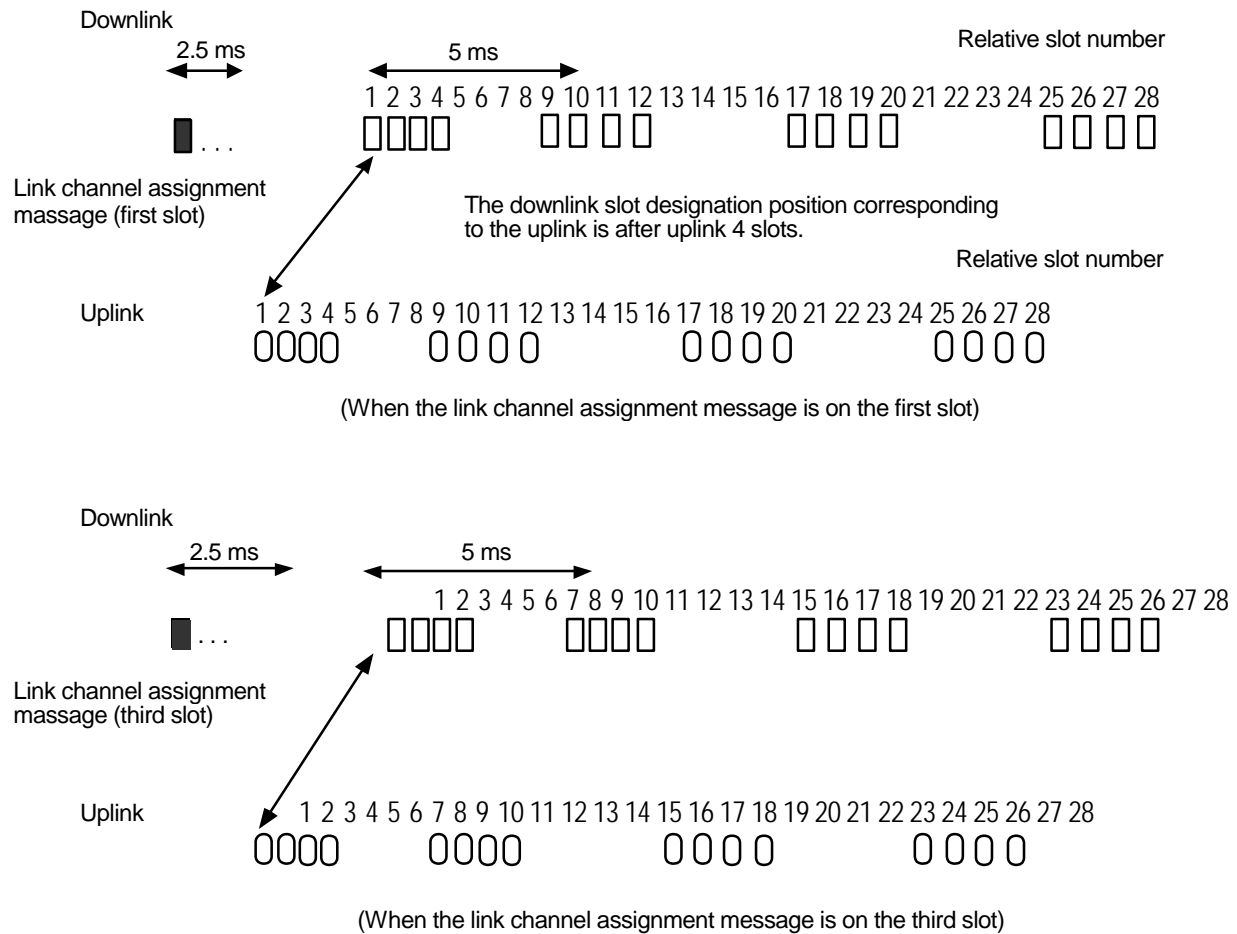 Downlink
2.5 ms
5 ms
Relative slot number
1 2 3 4 5 6 7 8 9 10 11 12 13 14 15 16 17 18 19 20 21 22 23 24 25 26 27 28
. . .
Link channel assignment
massage (first slot)
The downlink slot designation position corresponding
to the uplink is after uplink 4 slots.
Relative slot number
Uplink
1 2 3 4 5 6 7 8 9 10 11 12 13 14 15 16 17 18 19 20 21 22 23 24 25 26 27 28
(When the link channel assignment message is on the first slot)
Downlink
2.5 ms
5 ms
1 2 3 4 5 6 7 8 9 10 11 12 13 14 15 16 17 18 19 20 21 22 23 24 25 26 27 28
. . .
Link channel assignment
massage (third slot)
Uplink
1 2 3 4 5 6 7 8 9 10 11 12 13 14 15 16 17 18 19 20 21 22 23 24 25 26 27 28
(When the link channel assignment message is on the third slot)